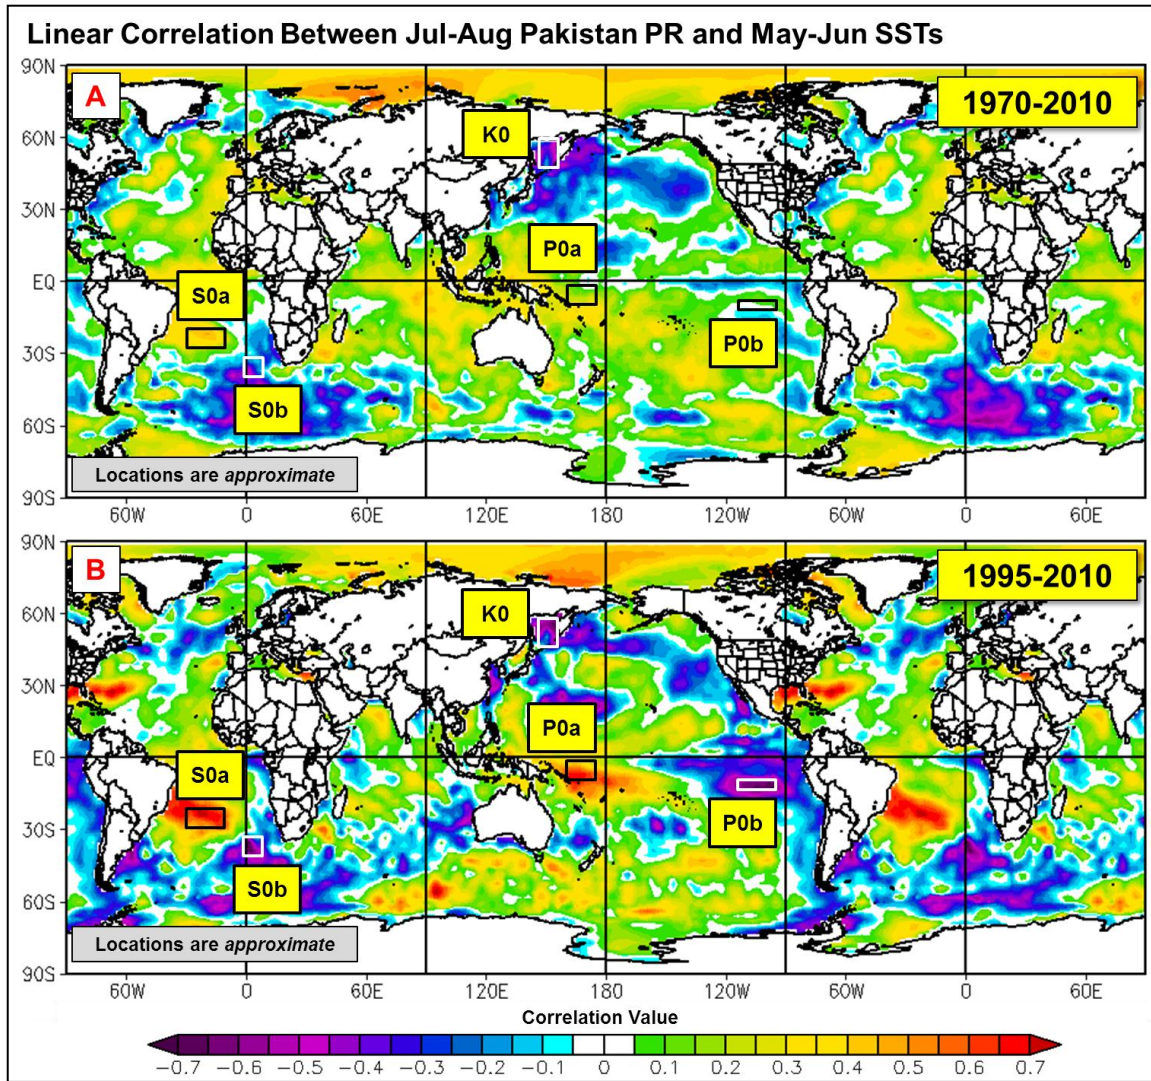 Linear Correlation Between Jul-Aug Pakistan PR and May-Jun SSTs
90N
A
1970-2010
K0
60N
30N
P0a
EQ
S0a
P0b
30S
S0b
60S
Locations are approximate
90S
60W 0 60E 120E 180 120W 60W 0 60E
90N
B
1995-2010
K0
60N
30N
P0a
EQ
S0a
P0b
30S
S0b
60S
Locations are approximate
90S
60W 0 60E 120E 180 120W 60W 0 60E
Correlation Value
−0.7 −0.6 −0.5 −0.4 −0.3 −0.2 −0.1 0 0.1 0.2 0.3 0.4 0.5 0.6 0.7